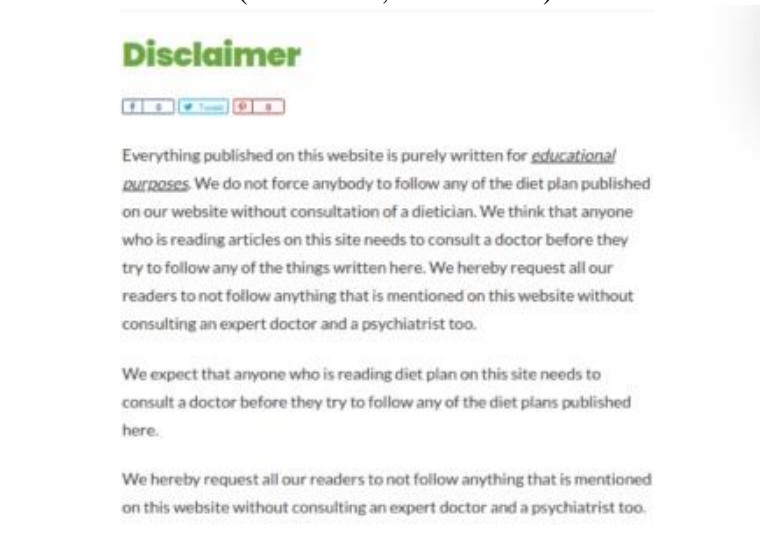 Disclaimer
0 Tweet 0
Everything published on this website is purely written for educational
purposes. We do not force anybody to follow any of the diet plan published
on our website without consultation of a dietician. We think that anyone
who is reading articles on this site needs to consult a doctor before they
try to follow any of the things written here. We hereby request all our
readers to not follow anything that is mentioned on this website without
consulting an expert doctor and a psychiatrist too.
We expect that anyone who is reading diet plan on this site needs to
consult a doctor before they try to follow any of the diet plans published
here.
We hereby request all our readers to not follow anything that is mentioned
on this website without consulting an expert doctor and a psychiatrist too.